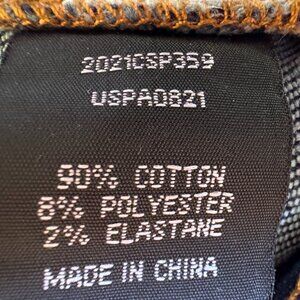 2021CSP359
USPA0821
90% COTTON
8% POLYESTER
2% ELASTANE
MADE IN CHINA